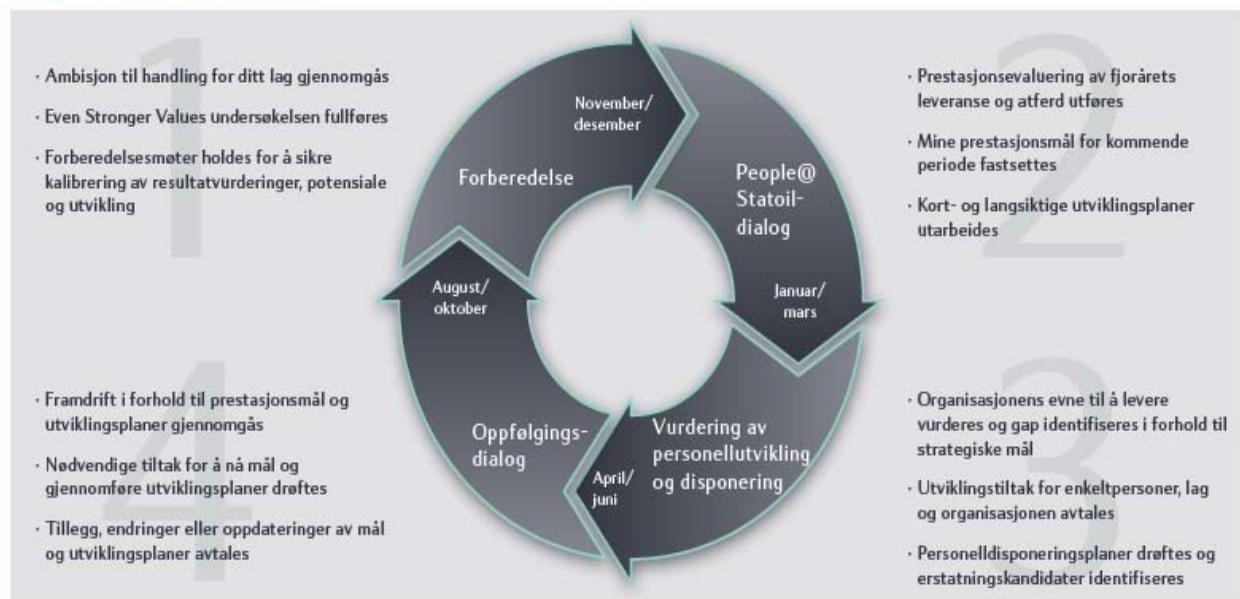 1
· Ambisjon til handling for ditt lag gjennomgås
· Even Stronger Values undersøkelsen fullføres
· Forberedelsesmøter holdes for å sikre
kalibrering av resultatvurderinger, potensiale
og utvikling
Forberedelse
November/
desember
2
· Prestasjonsevaluering av fjorårets
leveranse og atferd utføres
· Mine prestasjonsmål for kommende
periode fastsettes
· Kort- og langsiktige utviklingsplaner
utarbeides
People@
Statoil-
dialog
Januar/
mars
3
· Organisasjonens evne til å levere
vurderes og gap identifiseres i forhold til
strategiske mål
· Utviklingstiltak for enkeltpersoner, lag
og organisasjonen avtales
· Personelldisponeringsplaner drøftes og
erstatningskandidater identifiseres
Vurdering av
personellutvikling
og disponering
April/
juni
4
· Framdrift i forhold til prestasjonsmål og
utviklingsplaner gjennomgås
· Nødvendige tiltak for å nå mål og
gjennomføre utviklingsplaner drøftes
· Tillegg, endringer eller oppdateringer av mål
og utviklingsplaner avtales
Oppfølgings-
dialog
August/
oktober